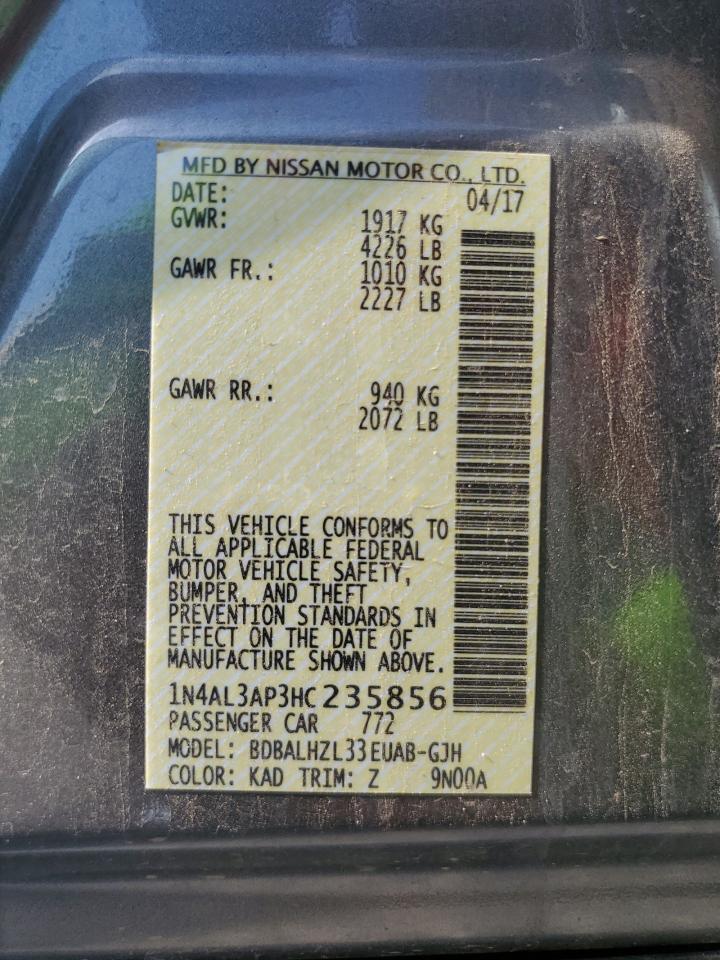 MFD BY NISSAN MOTOR CO., LTD.
DATE: 04/17
GVWR: 1917 KG
4226 LB
GAWR FR.: 1010 KG
2227 LB
GAWR RR.: 940 KG
2072 LB
THIS VEHICLE CONFORMS TO
ALL APPLICABLE FEDERAL
MOTOR VEHICLE SAFETY,
BUMPER, AND THEFT
PREVENTION STANDARDS IN
EFFECT ON THE DATE OF
MANUFACTURE SHOWN ABOVE.
1N4AL3AP3HC235856
PASSENGER CAR 772
MODEL: BDBALHZL33EUAB-GJH
COLOR: KAD TRIM: Z 9N00A